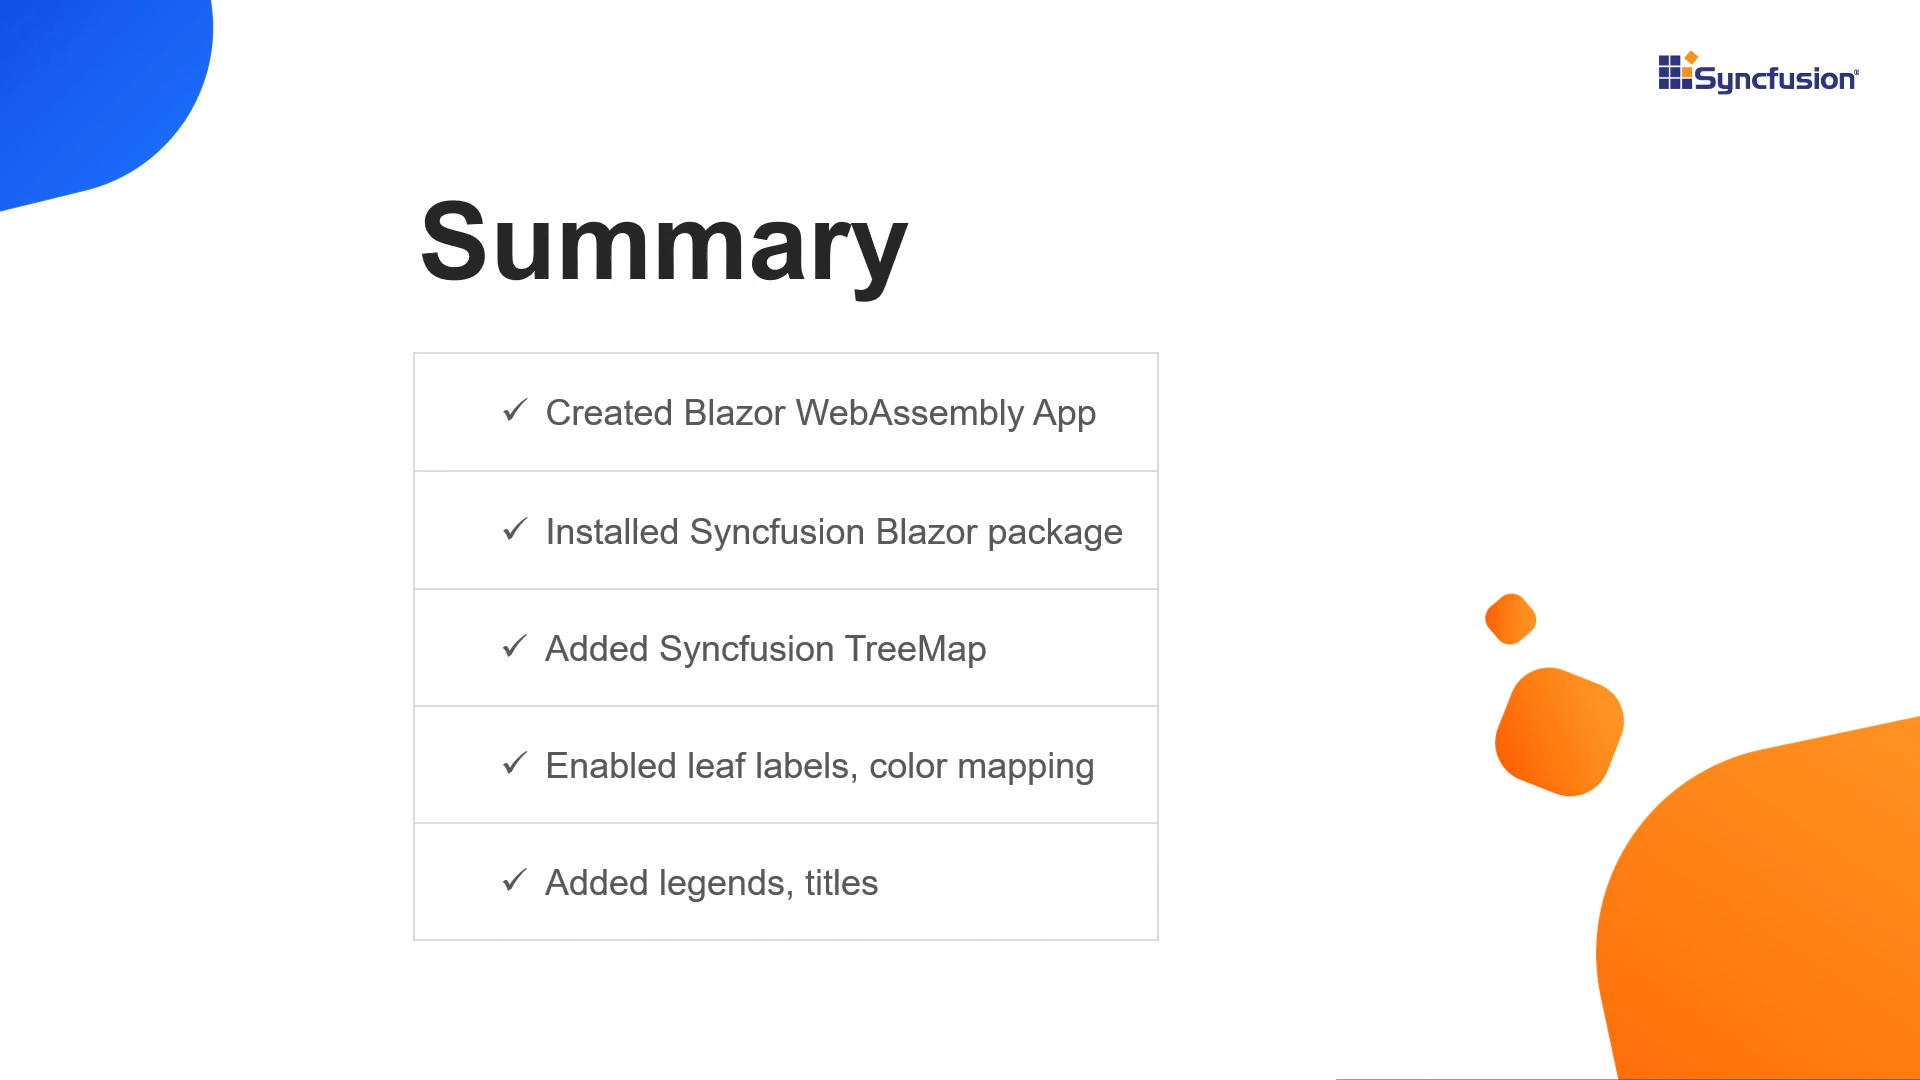 Syncfusion®
Summary
✓ Created Blazor WebAssembly App
✓ Installed Syncfusion Blazor package
✓ Added Syncfusion TreeMap
✓ Enabled leaf labels, color mapping
✓ Added legends, titles